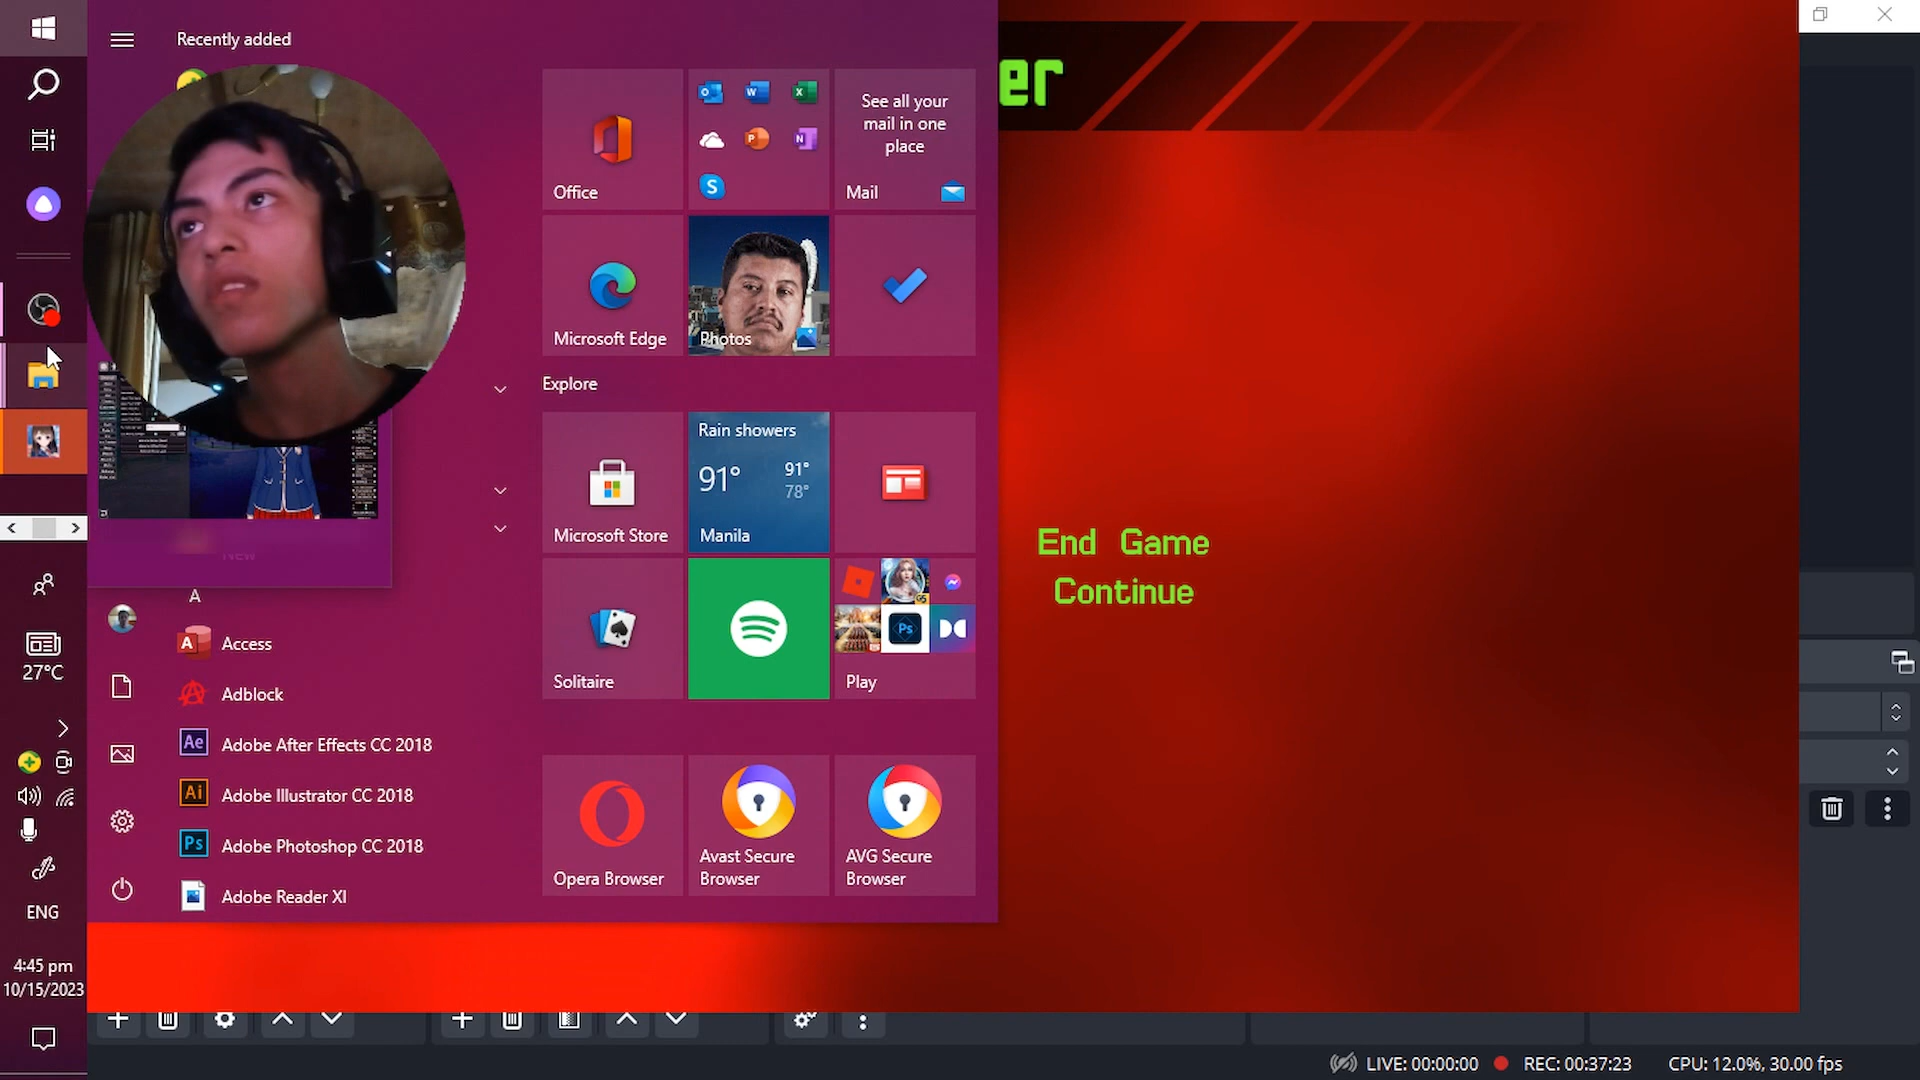 Recently added
er
See all your
mail in one
place
Office
Mail
Microsoft Edge
Photos
Explore
Rain showers
91°
91°
78°
Microsoft Store
Manila
End Game
Continue
New
A
Access
Solitaire
Play
27°C
Adblock
Adobe After Effects CC 2018
Adobe Illustrator CC 2018
Adobe Photoshop CC 2018
Adobe Reader XI
Opera Browser
Avast Secure
Browser
AVG Secure
Browser
ENG
4:45 pm
10/15/2023
LIVE: 00:00:00
REC: 00:37:23
CPU: 12.0%, 30.00 fps